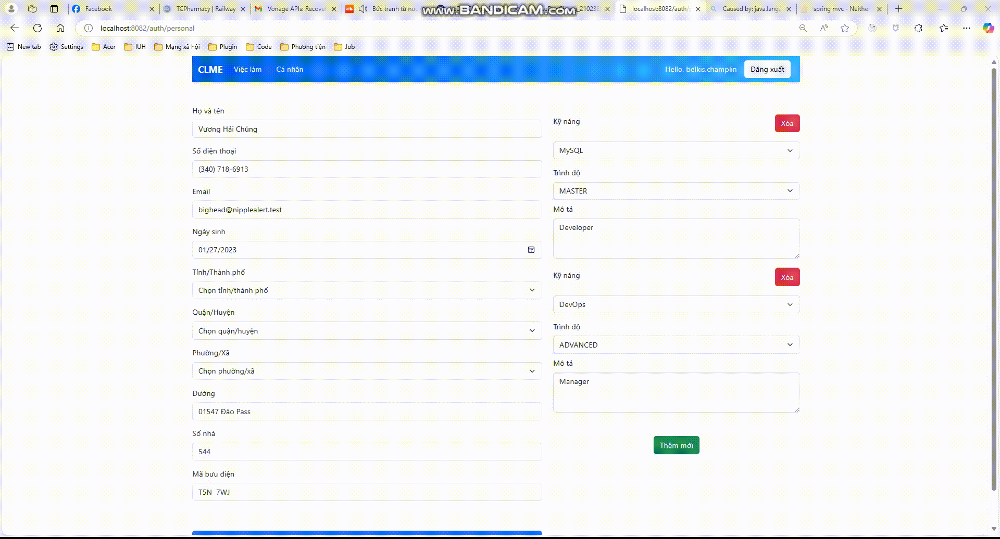 Facebook
TCPharmacy | Railway
Vonage APIs: Recover
Bức tranh từ nước
www.BANDICAM.com
_210238
localhost:8082/auth/p
Caused by: java.lang.I
spring mvc - Neither
localhost:8082/auth/personal
New tab
Settings
Acer
IUH
Mạng xã hội
Plugin
Code
Phương tiện
Job
CLME
Việc làm
Cá nhân
Hello, belkis.champlin
Đăng xuất
Họ và tên
Vương Hải Chủng
Số điện thoại
(340) 718-6913
Email
bighead@nipplealert.test
Ngày sinh
01/27/2023
Tỉnh/Thành phố
Chọn tỉnh/thành phố
Quận/Huyện
Chọn quận/huyện
Phường/Xã
Chọn phường/xã
Đường
01547 Đào Pass
Số nhà
544
Mã bưu điện
T5N 7WJ
Kỹ năng
Xóa
MySQL
Trình độ
MASTER
Mô tả
Developer
Kỹ năng
Xóa
DevOps
Trình độ
ADVANCED
Mô tả
Manager
Thêm mới